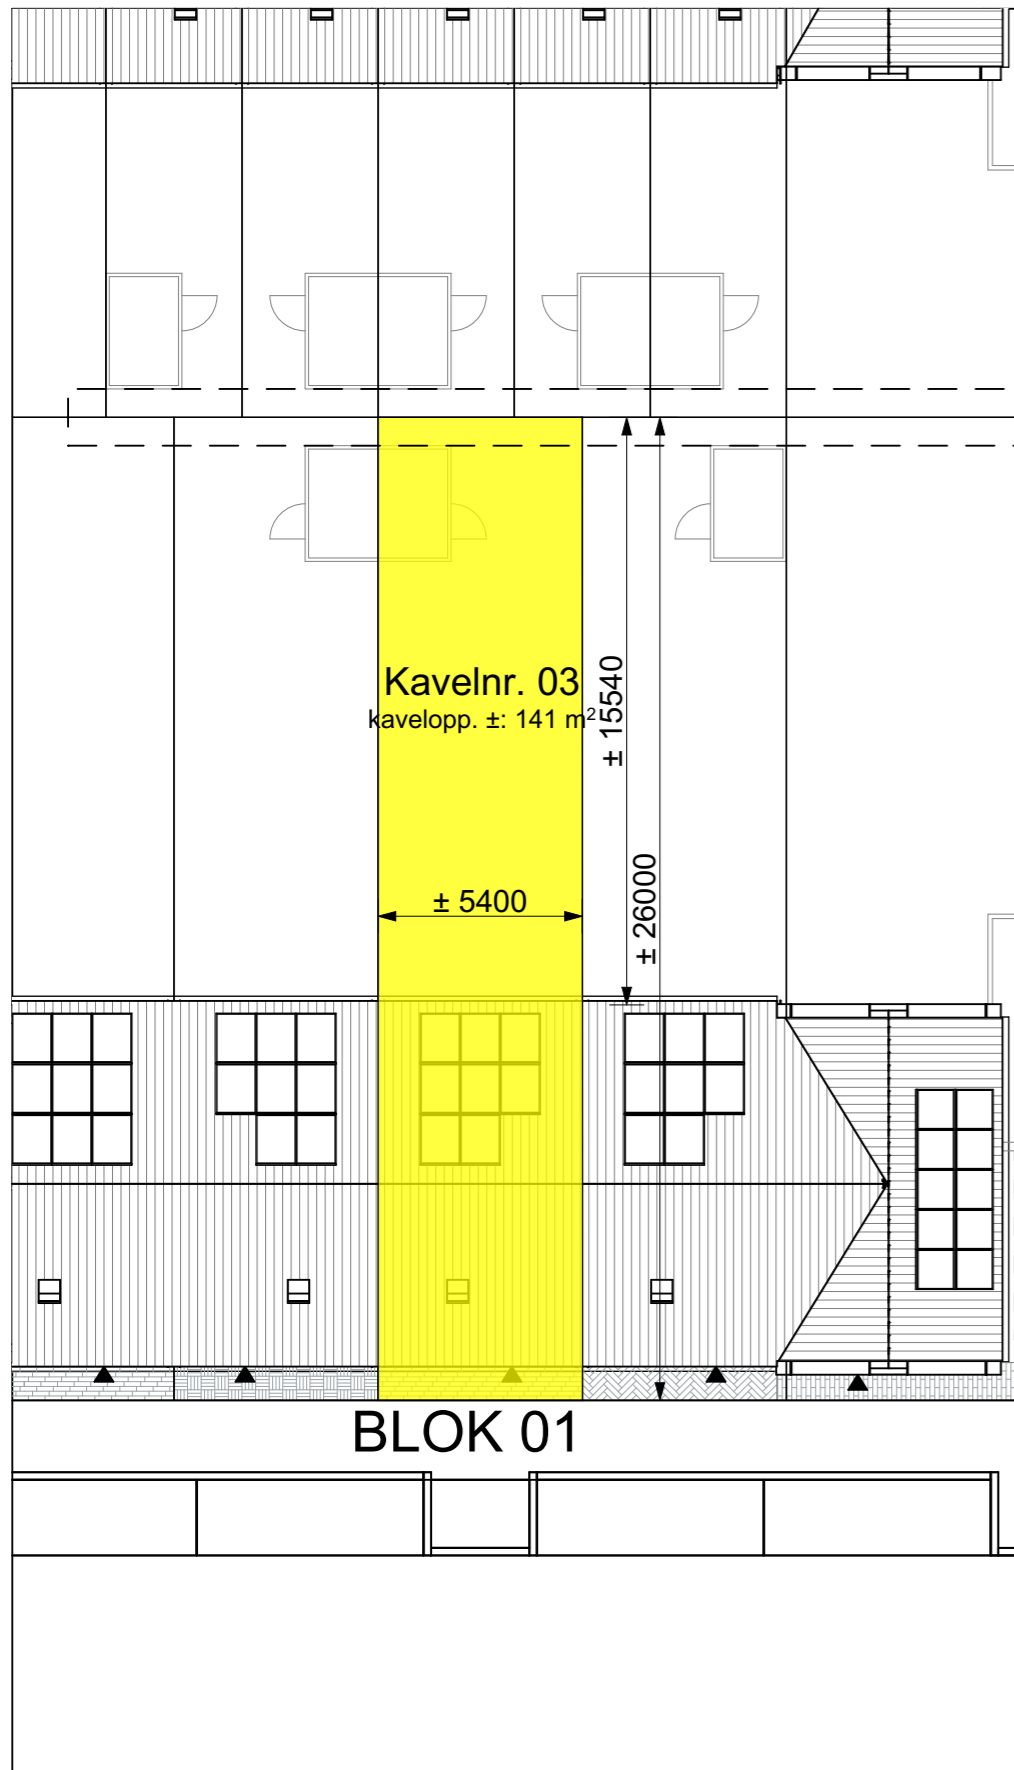 Kavelnr. 03
kavelopp. ±: 141 m²
± 15540
± 26000
± 5400
BLOK 01